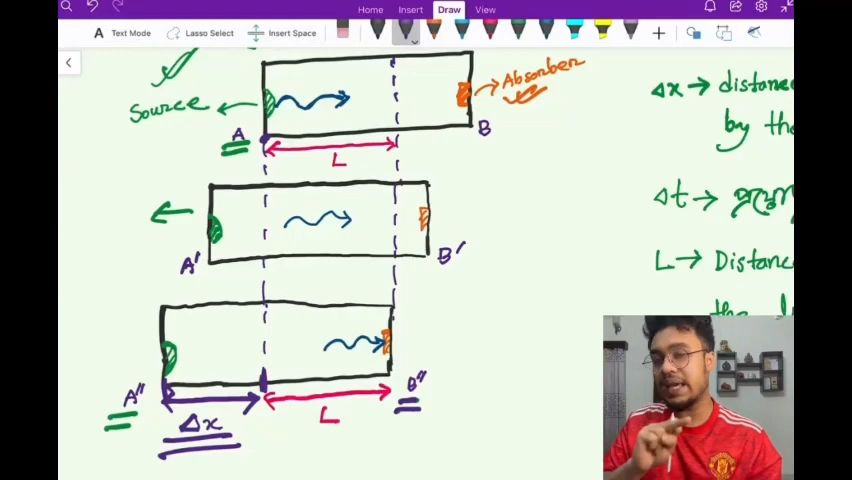 Home Insert Draw View
A Text Mode Lasso Select Insert Space
Source
Absorber
A
B
L
Δx → distance
by the
A'
B'
Δt →
L → Distance
the
A"
B"
Δx
L